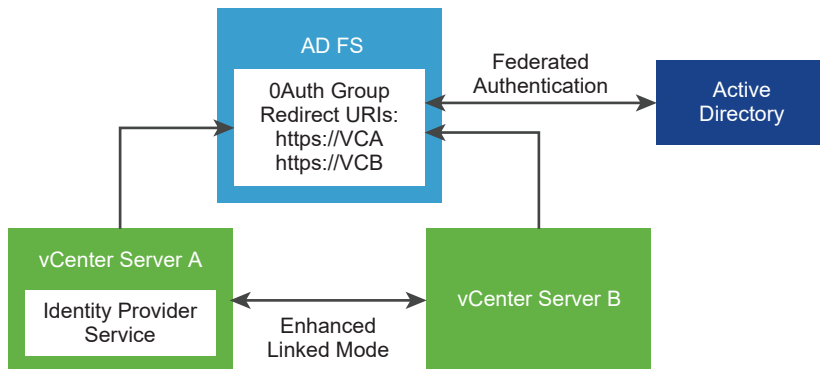 AD FS
0Auth Group
Redirect URIs:
https://VCA
https://VCB
Federated
Authentication
Active
Directory
vCenter Server A
Identity Provider
Service
Enhanced
Linked Mode
vCenter Server B